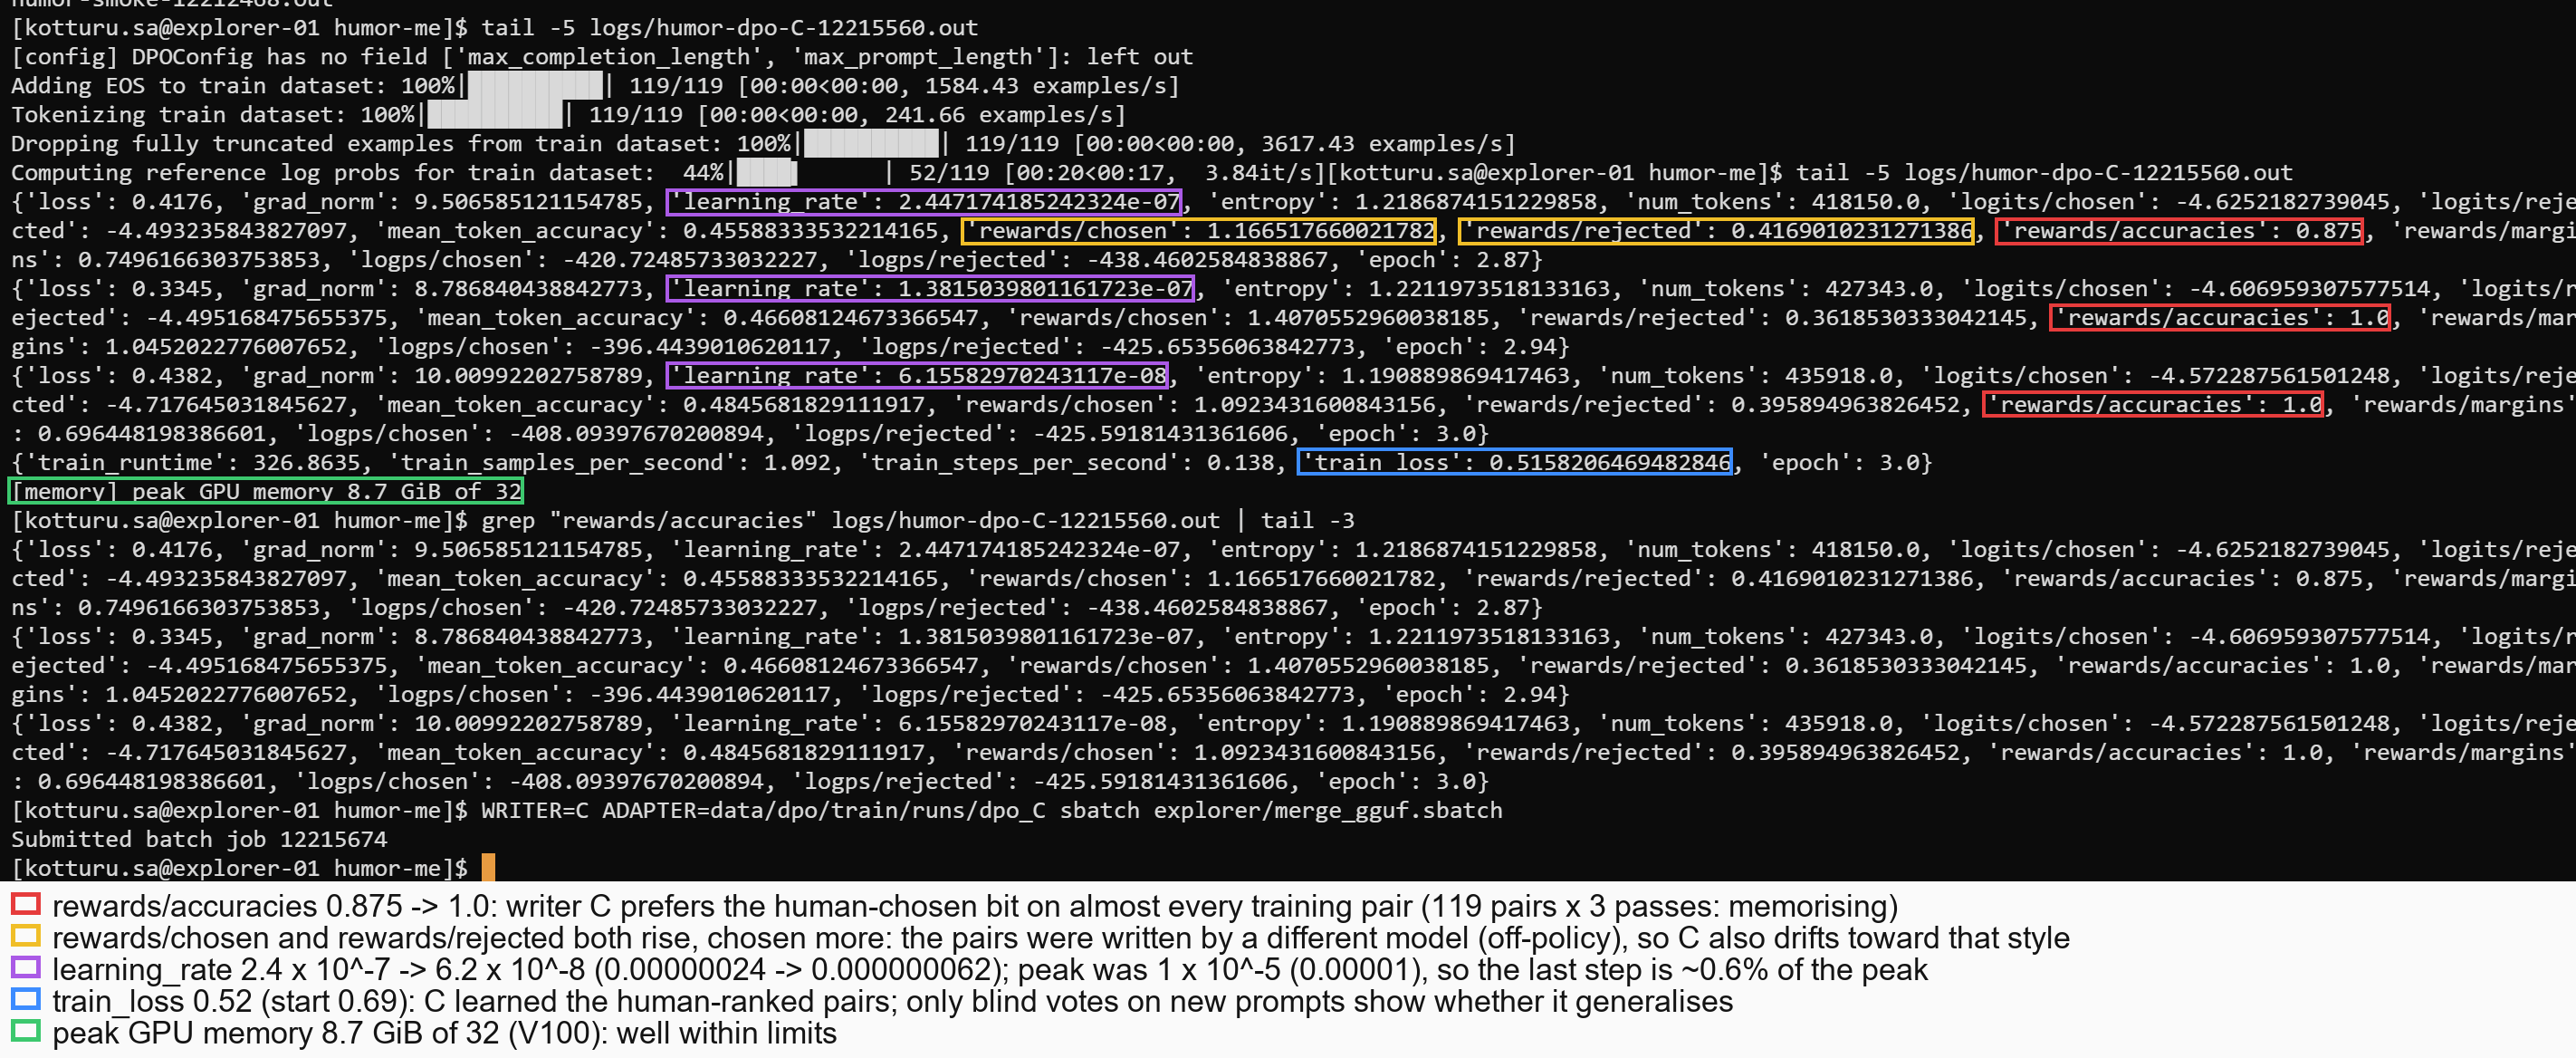 humor-smoke-12212468.out
[kotturu.sa@explorer-01 humor-me]$ tail -5 logs/humor-dpo-C-12215560.out
[config] DPOConfig has no field ['max_completion_length', 'max_prompt_length']: left out
Adding EOS to train dataset: 100%|██████████| 119/119 [00:00<00:00, 1584.43 examples/s]
Tokenizing train dataset: 100%|██████████| 119/119 [00:00<00:00, 241.66 examples/s]
Dropping fully truncated examples from train dataset: 100%|██████████| 119/119 [00:00<00:00, 3617.43 examples/s]
Computing reference log probs for train dataset:  44%|████▍     | 52/119 [00:20<00:17,  3.84it/s][kotturu.sa@explorer-01 humor-me]$ tail -5 logs/humor-dpo-C-12215560.out
{'loss': 0.4176, 'grad_norm': 9.506585121154785, 'learning_rate': 2.447174185242324e-07, 'entropy': 1.2186874151229858, 'num_tokens': 418150.0, 'logits/chosen': -4.6252182739045, 'logits/reje
cted': -4.493235843827097, 'mean_token_accuracy': 0.45588333532214165, 'rewards/chosen': 1.166517660021782, 'rewards/rejected': 0.4169010231271386, 'rewards/accuracies': 0.875, 'rewards/margi
ns': 0.7496166303753853, 'logps/chosen': -420.72485733032227, 'logps/rejected': -438.4602584838867, 'epoch': 2.87}
{'loss': 0.3345, 'grad_norm': 8.786840438842773, 'learning_rate': 1.3815039801161723e-07, 'entropy': 1.2211973518133163, 'num_tokens': 427343.0, 'logits/chosen': -4.606959307577514, 'logits/r
ejected': -4.495168475655375, 'mean_token_accuracy': 0.46608124673366547, 'rewards/chosen': 1.4070552960038185, 'rewards/rejected': 0.3618530333042145, 'rewards/accuracies': 1.0, 'rewards/mar
gins': 1.0452022776007652, 'logps/chosen': -396.4439010620117, 'logps/rejected': -425.65356063842773, 'epoch': 2.94}
{'loss': 0.4382, 'grad_norm': 10.00992202758789, 'learning_rate': 6.15582970243117e-08, 'entropy': 1.190889869417463, 'num_tokens': 435918.0, 'logits/chosen': -4.572287561501248, 'logits/reje
cted': -4.717645031845627, 'mean_token_accuracy': 0.4845681829111917, 'rewards/chosen': 1.0923431600843156, 'rewards/rejected': 0.395894963826452, 'rewards/accuracies': 1.0, 'rewards/margins'
: 0.696448198386601, 'logps/chosen': -408.09397670200894, 'logps/rejected': -425.59181431361606, 'epoch': 3.0}
{'train_runtime': 326.8635, 'train_samples_per_second': 1.092, 'train_steps_per_second': 0.138, 'train_loss': 0.5158206469482846, 'epoch': 3.0}
[memory] peak GPU memory 8.7 GiB of 32
[kotturu.sa@explorer-01 humor-me]$ grep "rewards/accuracies" logs/humor-dpo-C-12215560.out | tail -3
{'loss': 0.4176, 'grad_norm': 9.506585121154785, 'learning_rate': 2.447174185242324e-07, 'entropy': 1.2186874151229858, 'num_tokens': 418150.0, 'logits/chosen': -4.6252182739045, 'logits/reje
cted': -4.493235843827097, 'mean_token_accuracy': 0.45588333532214165, 'rewards/chosen': 1.166517660021782, 'rewards/rejected': 0.4169010231271386, 'rewards/accuracies': 0.875, 'rewards/margi
ns': 0.7496166303753853, 'logps/chosen': -420.72485733032227, 'logps/rejected': -438.4602584838867, 'epoch': 2.87}
{'loss': 0.3345, 'grad_norm': 8.786840438842773, 'learning_rate': 1.3815039801161723e-07, 'entropy': 1.2211973518133163, 'num_tokens': 427343.0, 'logits/chosen': -4.606959307577514, 'logits/r
ejected': -4.495168475655375, 'mean_token_accuracy': 0.46608124673366547, 'rewards/chosen': 1.4070552960038185, 'rewards/rejected': 0.3618530333042145, 'rewards/accuracies': 1.0, 'rewards/mar
gins': 1.0452022776007652, 'logps/chosen': -396.4439010620117, 'logps/rejected': -425.65356063842773, 'epoch': 2.94}
{'loss': 0.4382, 'grad_norm': 10.00992202758789, 'learning_rate': 6.15582970243117e-08, 'entropy': 1.190889869417463, 'num_tokens': 435918.0, 'logits/chosen': -4.572287561501248, 'logits/reje
cted': -4.717645031845627, 'mean_token_accuracy': 0.4845681829111917, 'rewards/chosen': 1.0923431600843156, 'rewards/rejected': 0.395894963826452, 'rewards/accuracies': 1.0, 'rewards/margins'
: 0.696448198386601, 'logps/chosen': -408.09397670200894, 'logps/rejected': -425.59181431361606, 'epoch': 3.0}
[kotturu.sa@explorer-01 humor-me]$ WRITER=C ADAPTER=data/dpo/train/runs/dpo_C sbatch explorer/merge_gguf.sbatch
Submitted batch job 12215674
[kotturu.sa@explorer-01 humor-me]$
rewards/accuracies 0.875 -> 1.0: writer C prefers the human-chosen bit on almost every training pair (119 pairs x 3 passes: memorising)
rewards/chosen and rewards/rejected both rise, chosen more: the pairs were written by a different model (off-policy), so C also drifts toward that style
learning_rate 2.4 x 10^-7 -> 6.2 x 10^-8 (0.00000024 -> 0.000000062); peak was 1 x 10^-5 (0.00001), so the last step is ~0.6% of the peak
train_loss 0.52 (start 0.69): C learned the human-ranked pairs; only blind votes on new prompts show whether it generalises
peak GPU memory 8.7 GiB of 32 (V100): well within limits